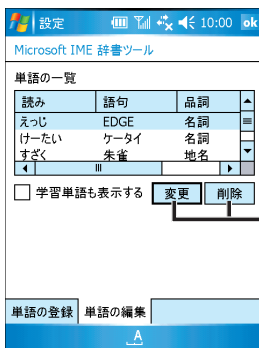 設定 10:00 ok
Microsoft IME 辞書ツール
単語の一覧
読み 語句 品詞
えっじ EDGE 名詞
けーたい ケータイ 名詞
すざく 朱雀 地名
学習単語も表示する 変更 削除
単語の登録 単語の編集
A